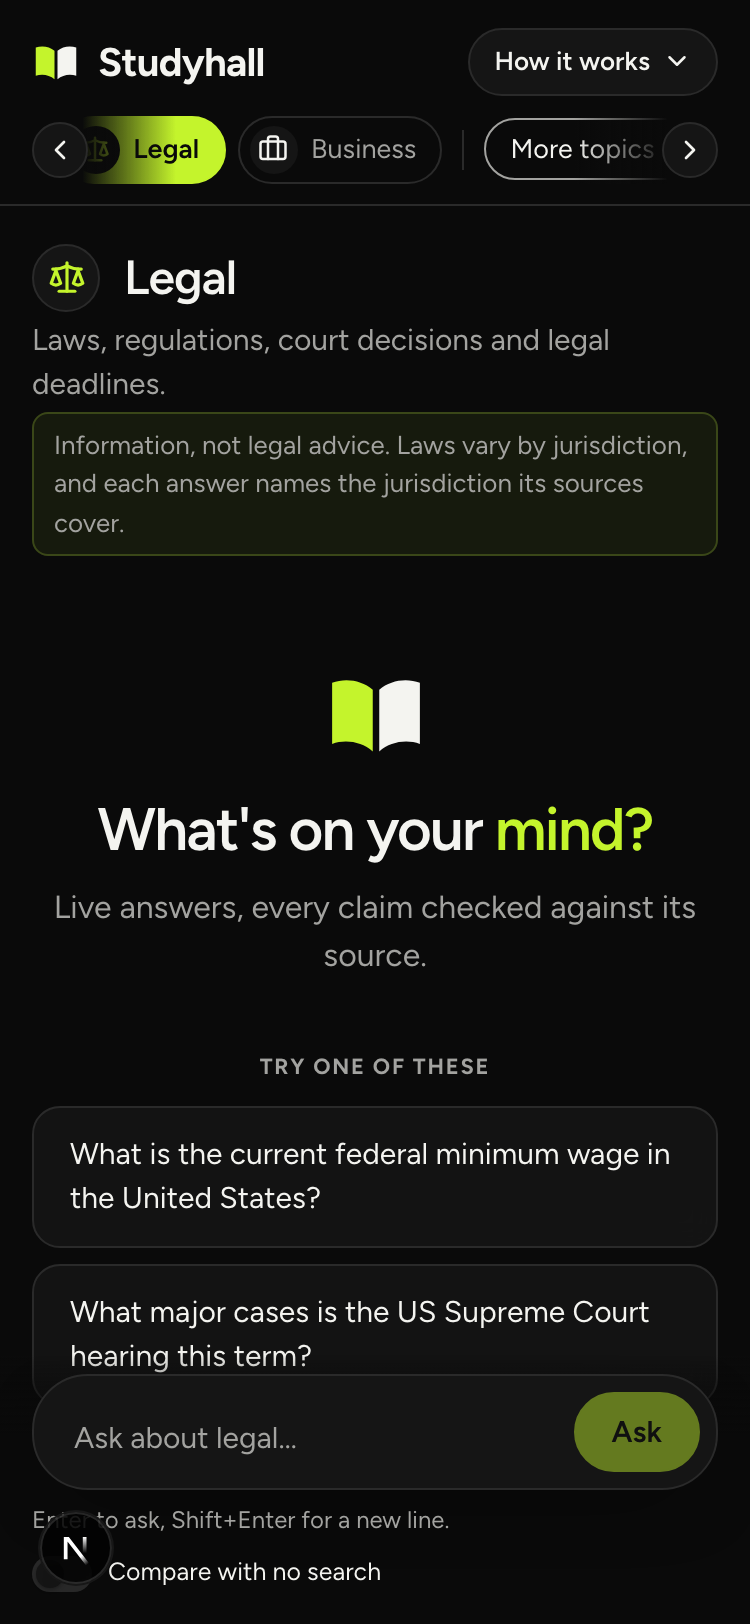 Studyhall
How it works
Legal
Business
More topics
Legal
Laws, regulations, court decisions and legal
deadlines.
Information, not legal advice. Laws vary by jurisdiction,
and each answer names the jurisdiction its sources
cover.
What's on your mind?
Live answers, every claim checked against its
source.
TRY ONE OF THESE
What is the current federal minimum wage in
the United States?
What major cases is the US Supreme Court
hearing this term?
Ask about legal...
Ask
Enter to ask, Shift+Enter for a new line.
N
Compare with no search